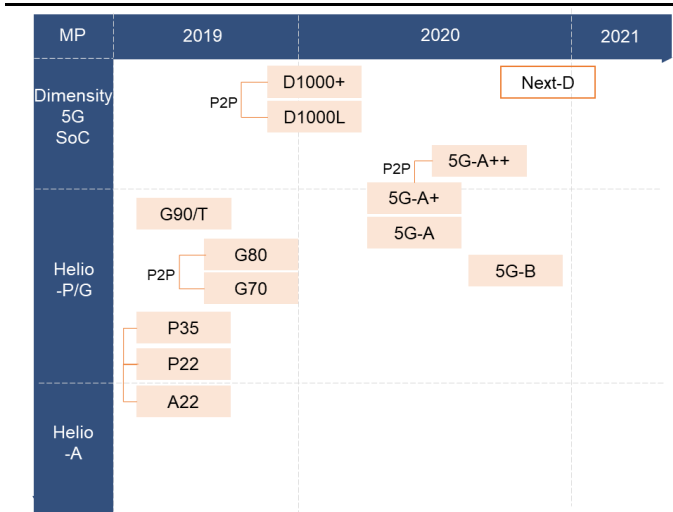 MP
2019
2020
2021
Dimensity
5G
SoC
D1000+
P2P
D1000L
Next-D
5G-A++
P2P
5G-A+
5G-A
5G-B
Helio
-P/G
G90/T
G80
P2P
G70
P35
P22
Helio
-A
A22